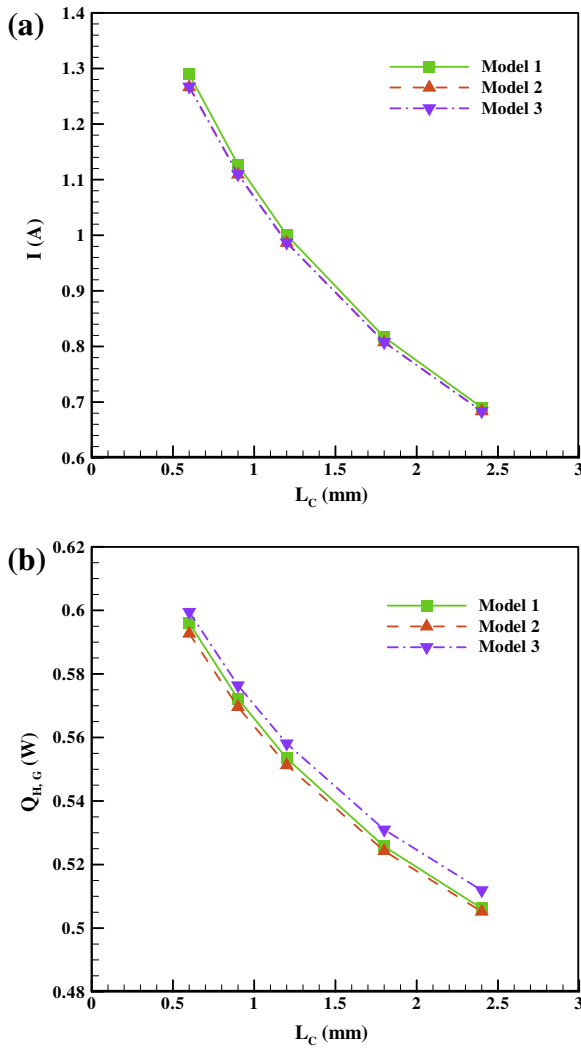 (a)
1.4
1.3
1.2
1.1
1
0.9
0.8
0.7
0.6
I (A)
Model 1
Model 2
Model 3
0 0.5 1 1.5 2 2.5 3
L_C (mm)
(b)
0.62
0.6
0.58
0.56
0.54
0.52
0.5
0.48
Q_H, G (W)
Model 1
Model 2
Model 3
0 0.5 1 1.5 2 2.5 3
L_C (mm)